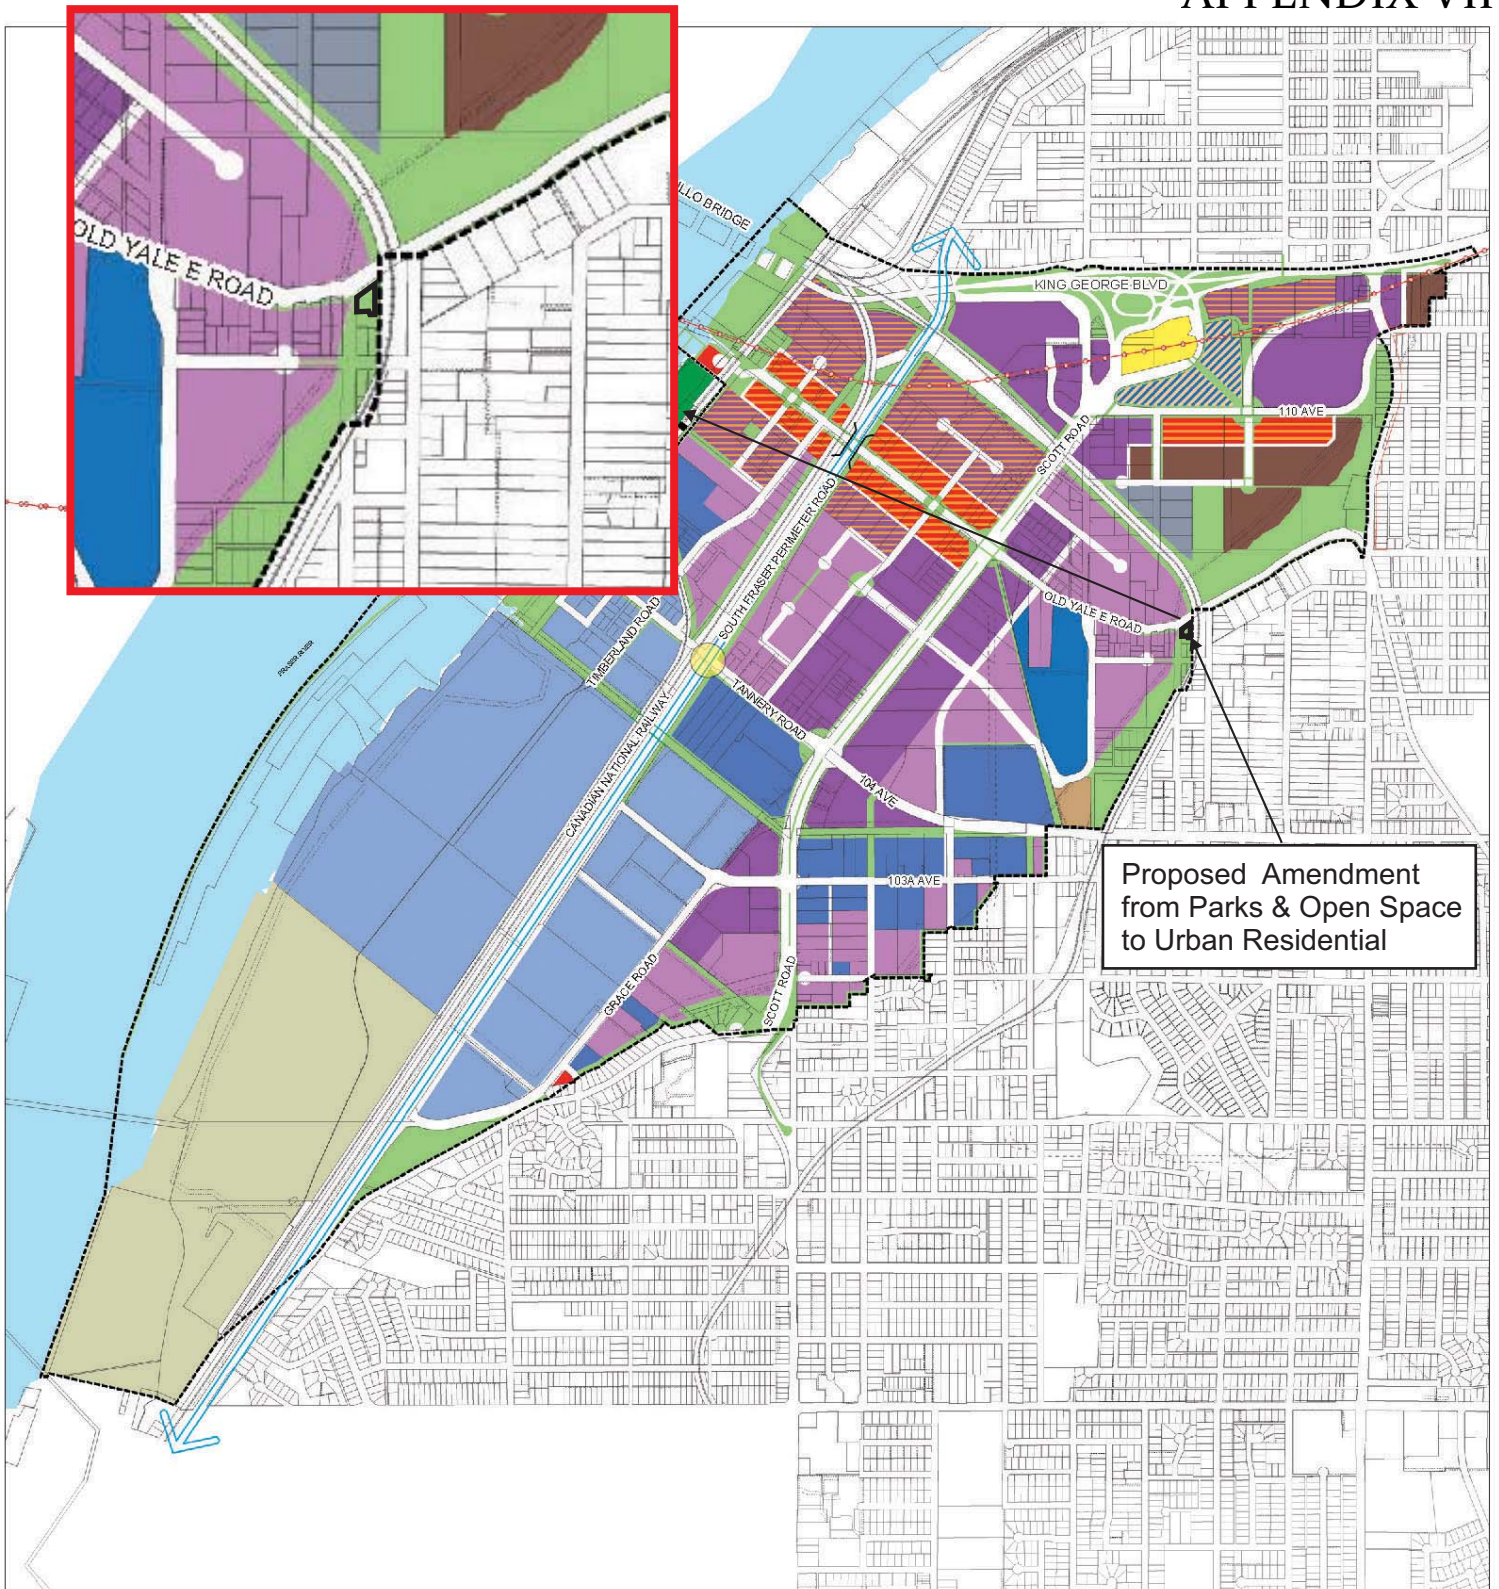 APPENDIX VII
OLD YALE E ROAD
LLO BRIDGE
KING GEORGE BLVD
110 AVE
SCOTT ROAD
SOUTH FRASER PERIMETER ROAD
OLD YALE E ROAD
TIMBERLAND ROAD
FRASER RIVER
TANNERY ROAD
CANADIAN NATIONAL RAILWAY
104 AVE
103A AVE
Proposed Amendment
from Parks & Open Space
to Urban Residential
GRACE ROAD
SCOTT ROAD